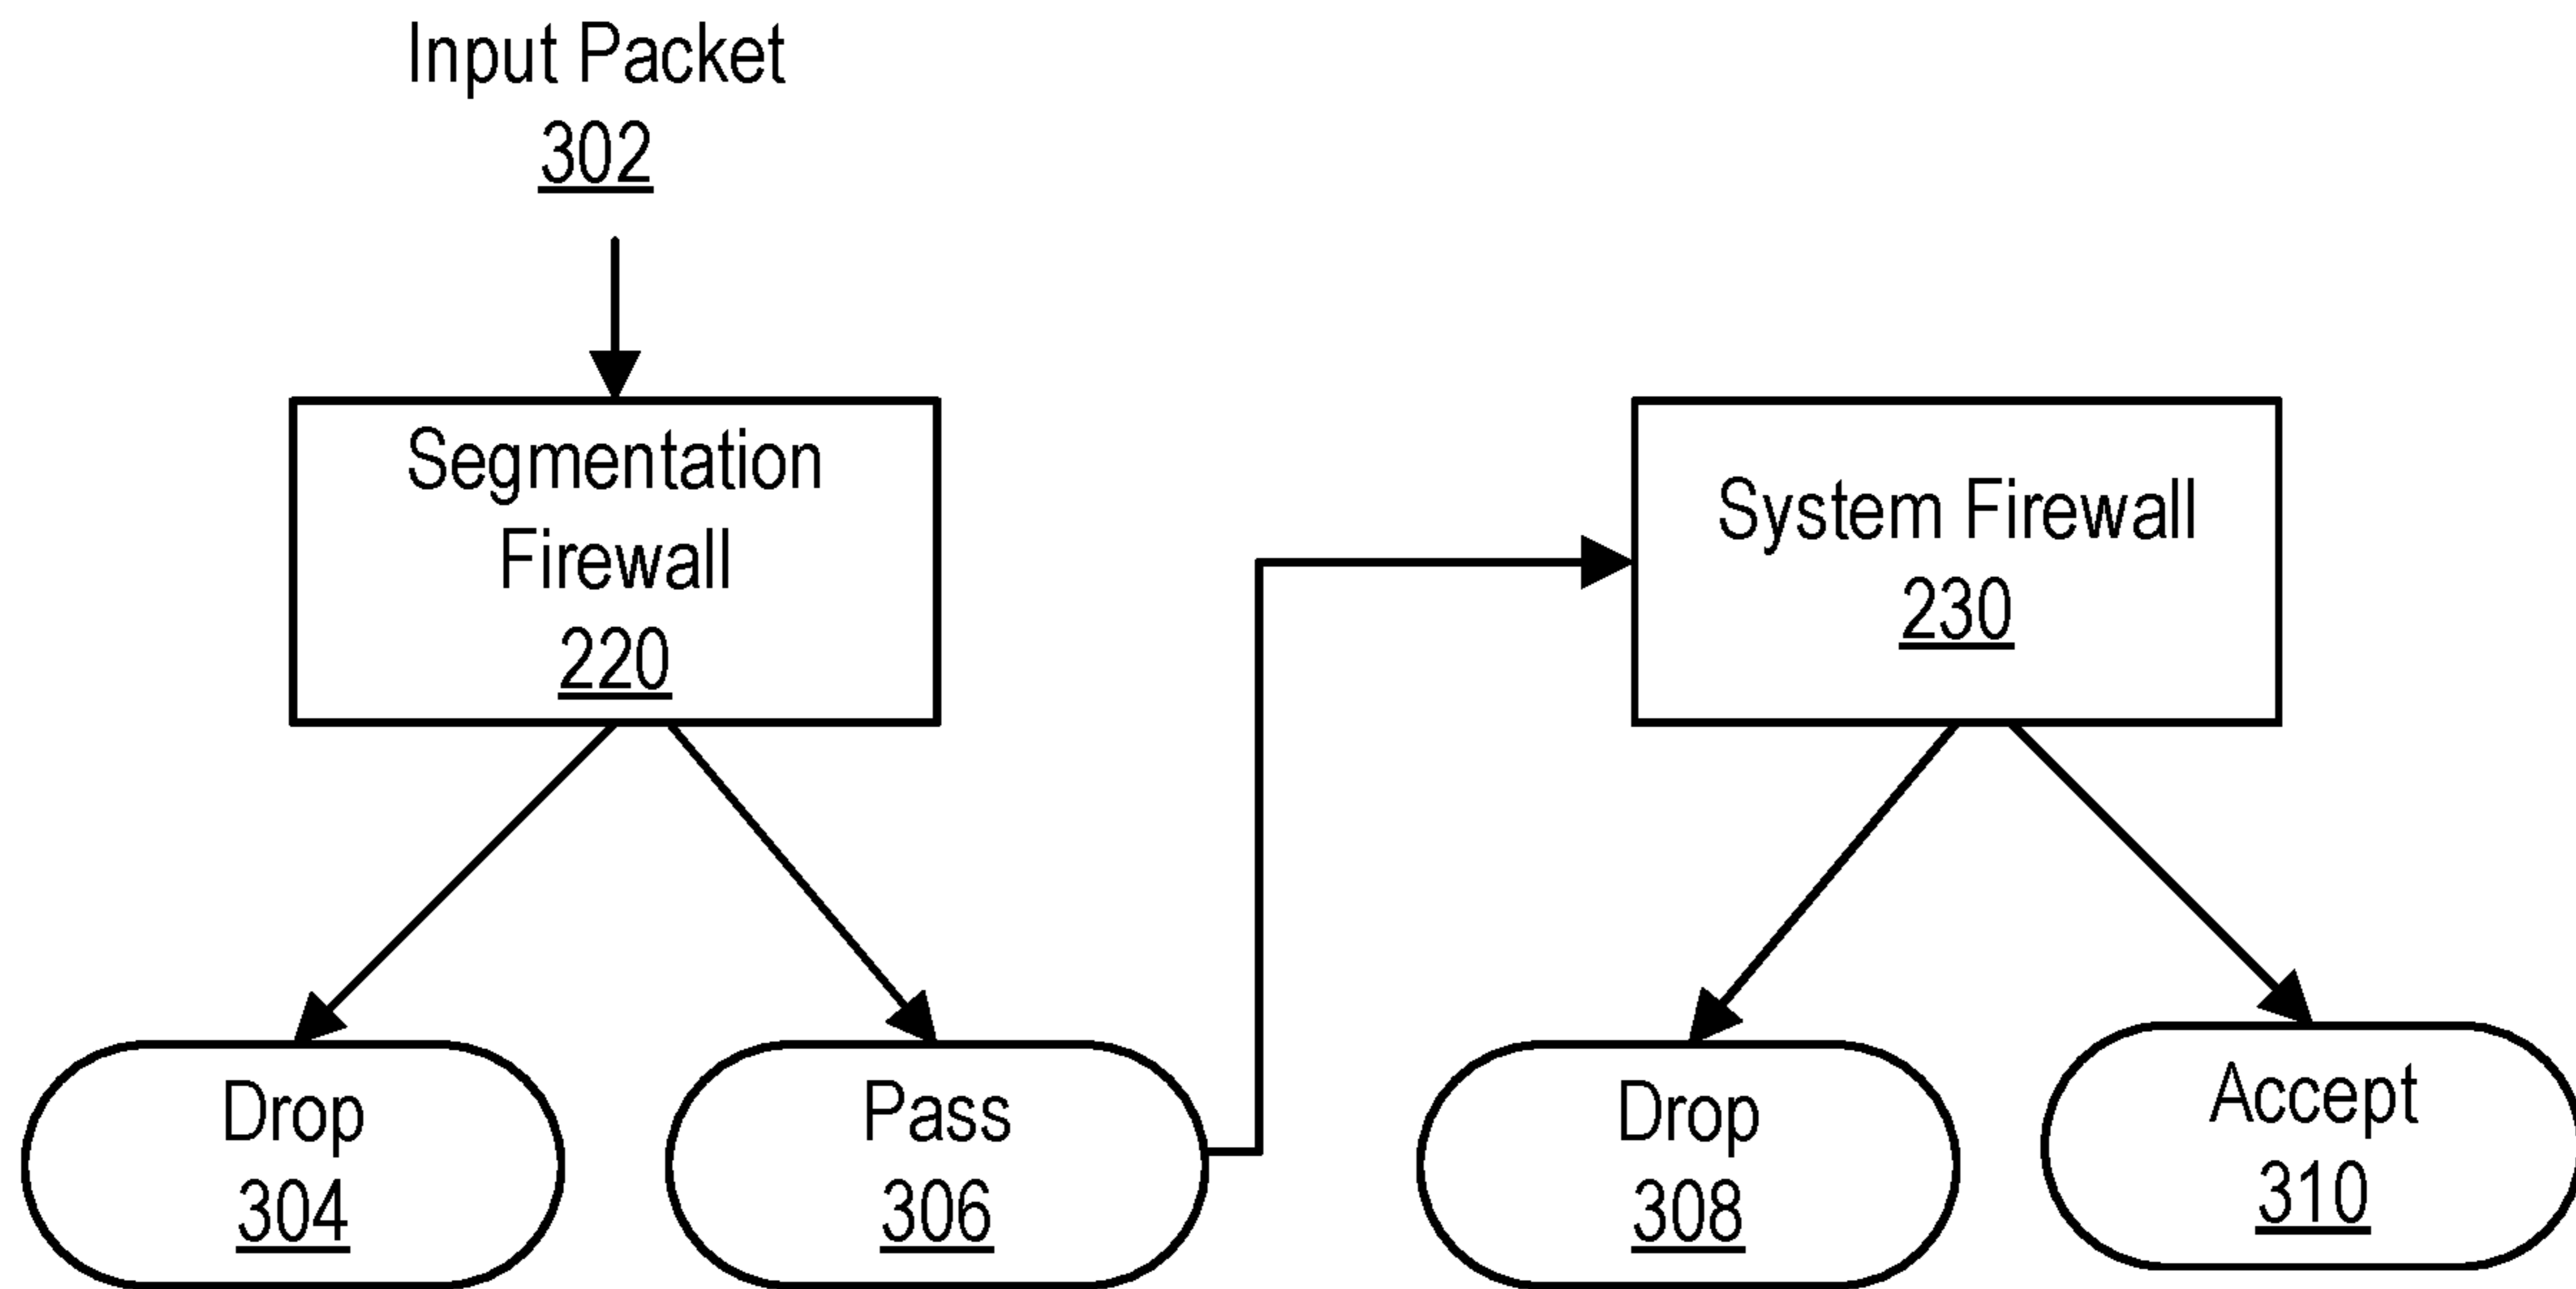 Input Packet
302
Segmentation
Firewall
220
System Firewall
230
Drop
304
Pass
306
Drop
308
Accept
310